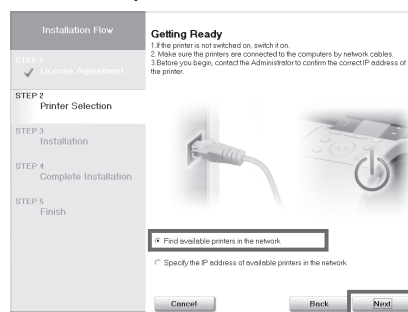 Installation Flow
STEP 1
License Agreement
STEP 2
Printer Selection
STEP 3
Installation
STEP 4
Complete Installation
STEP 5
Finish
Getting Ready
1.If the printer is not switched on, switch it on.
2. Make sure the printers are connected to the computers by network cables.
3.Before you begin, contact the Administrator to confirm the correct IP address of
the printer.
Find available printers in the network
Specify the IP address of available printers in the network
Cancel
Back
Next